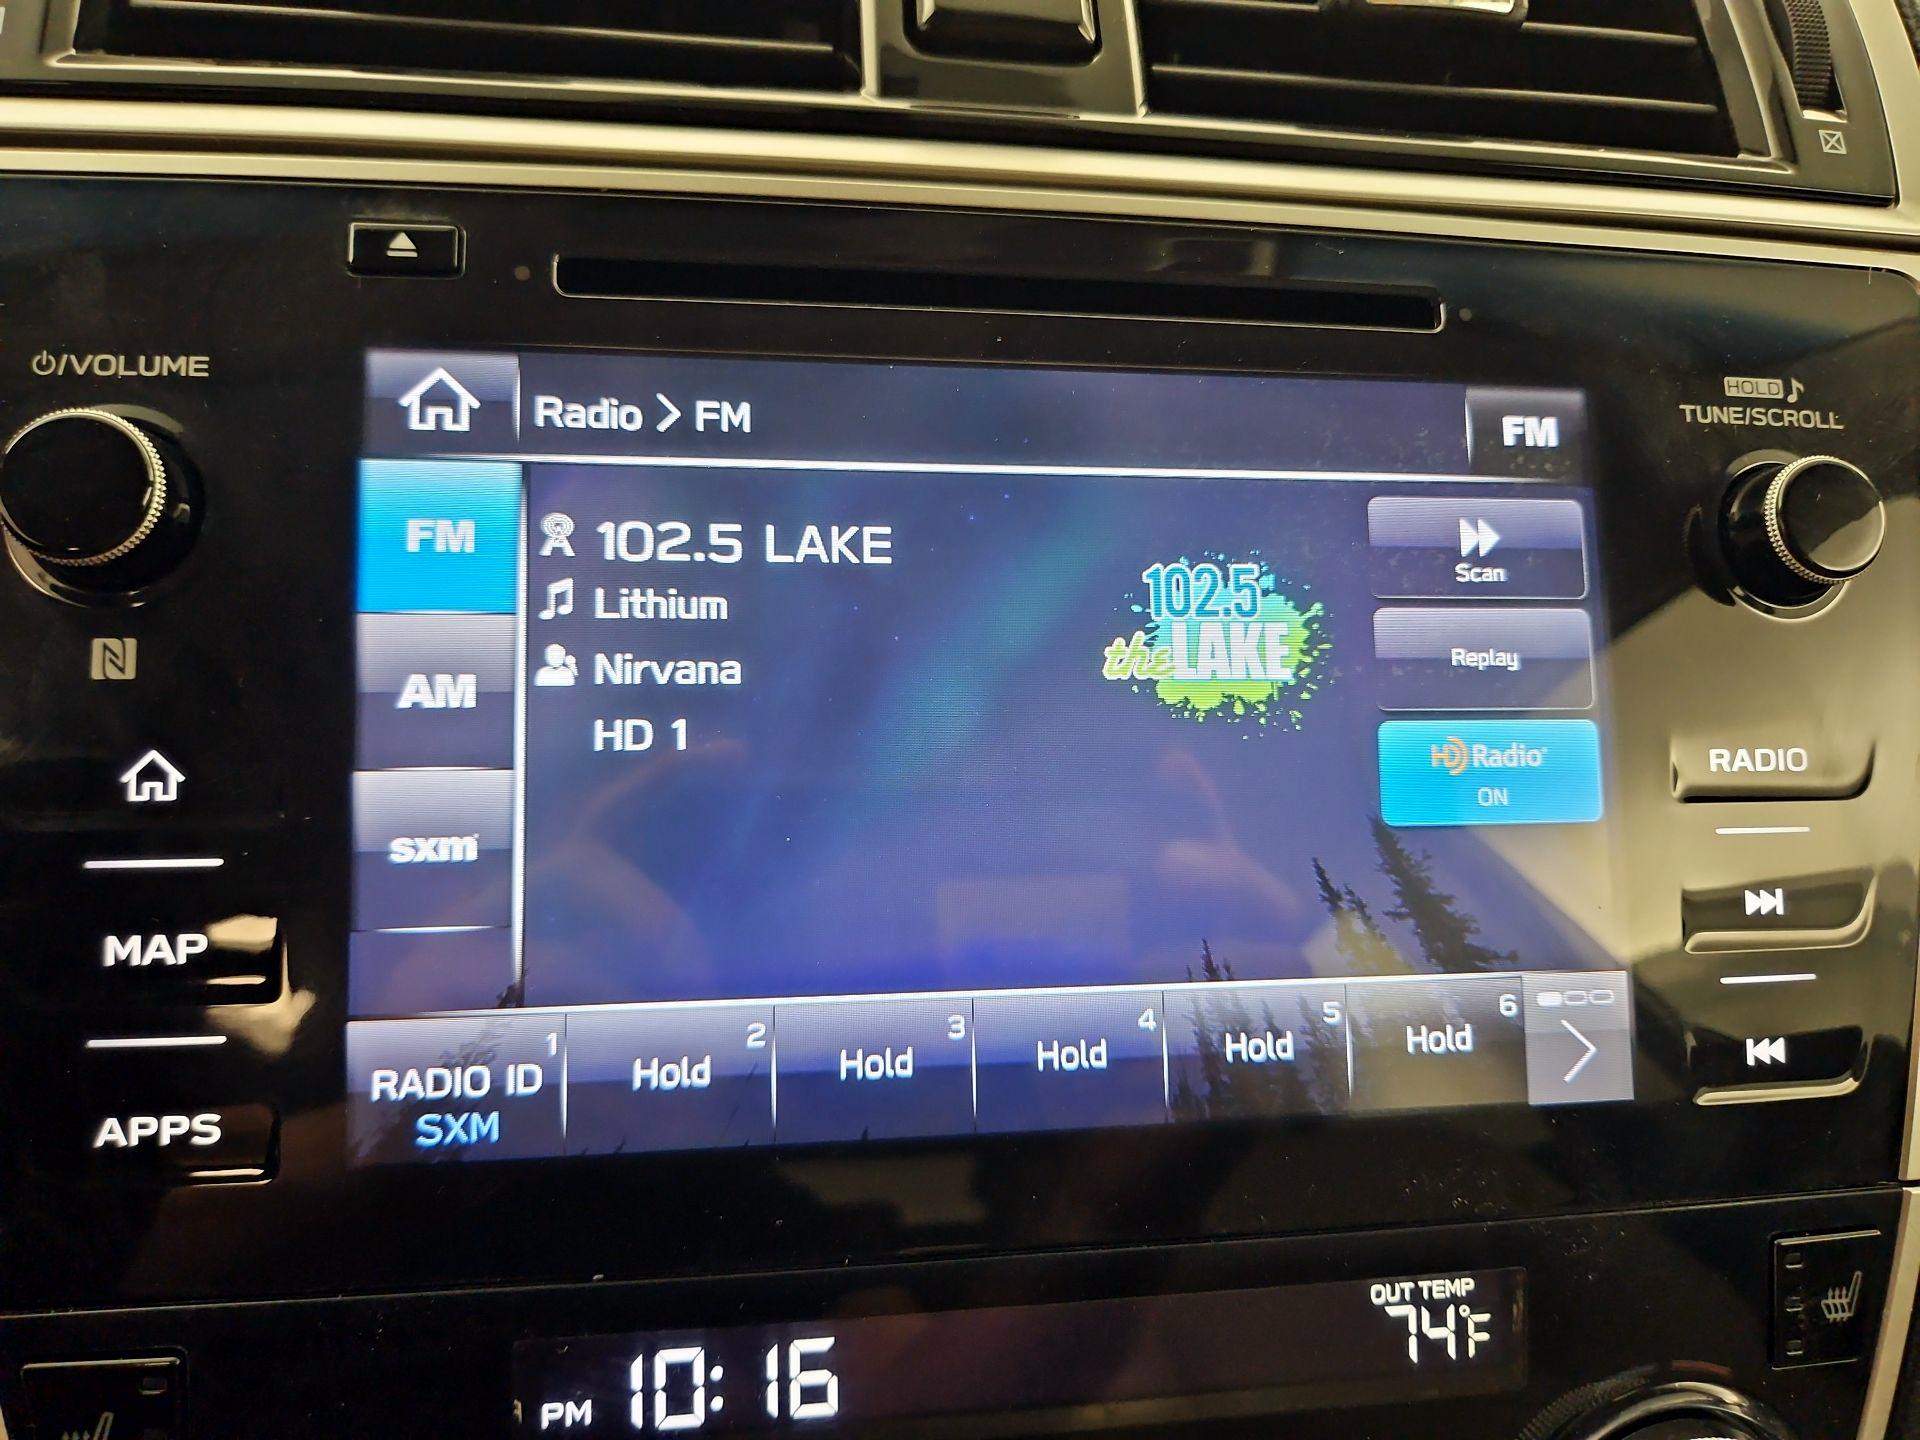 ⏻/VOLUME
HOLD ♪
TUNE/SCROLL
Radio > FM
FM
FM
AM
sxm
102.5 LAKE
Lithium
Nirvana
HD 1
102.5
the LAKE
Scan
Replay
HD Radio
ON
RADIO
MAP
APPS
1
RADIO ID
SXM
2
Hold
3
Hold
4
Hold
5
Hold
6
Hold
OUT TEMP
74°F
PM 10:16